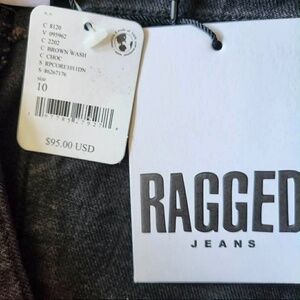 C 8120
V 095962
C 2202
C BROWN WASH
C CHOC
S RPCORE1011DN
S 86267176
SIZE
10
$95.00 USD
RAGGED
JEANS